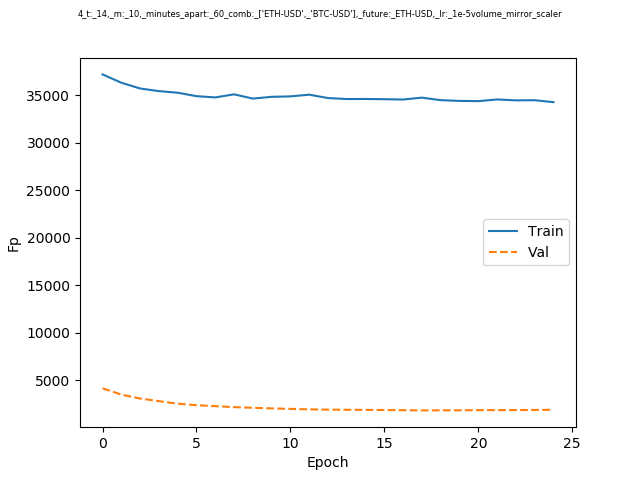 4_t:_14,_m:_10,_minutes_apart:_60_comb:_['ETH-USD',_'BTC-USD'],_future:_ETH-USD,_lr:_1e-5volume_mirror_scaler
35000
30000
25000
20000
15000
10000
5000
Fp
Train
Val
0 5 10 15 20 25
Epoch